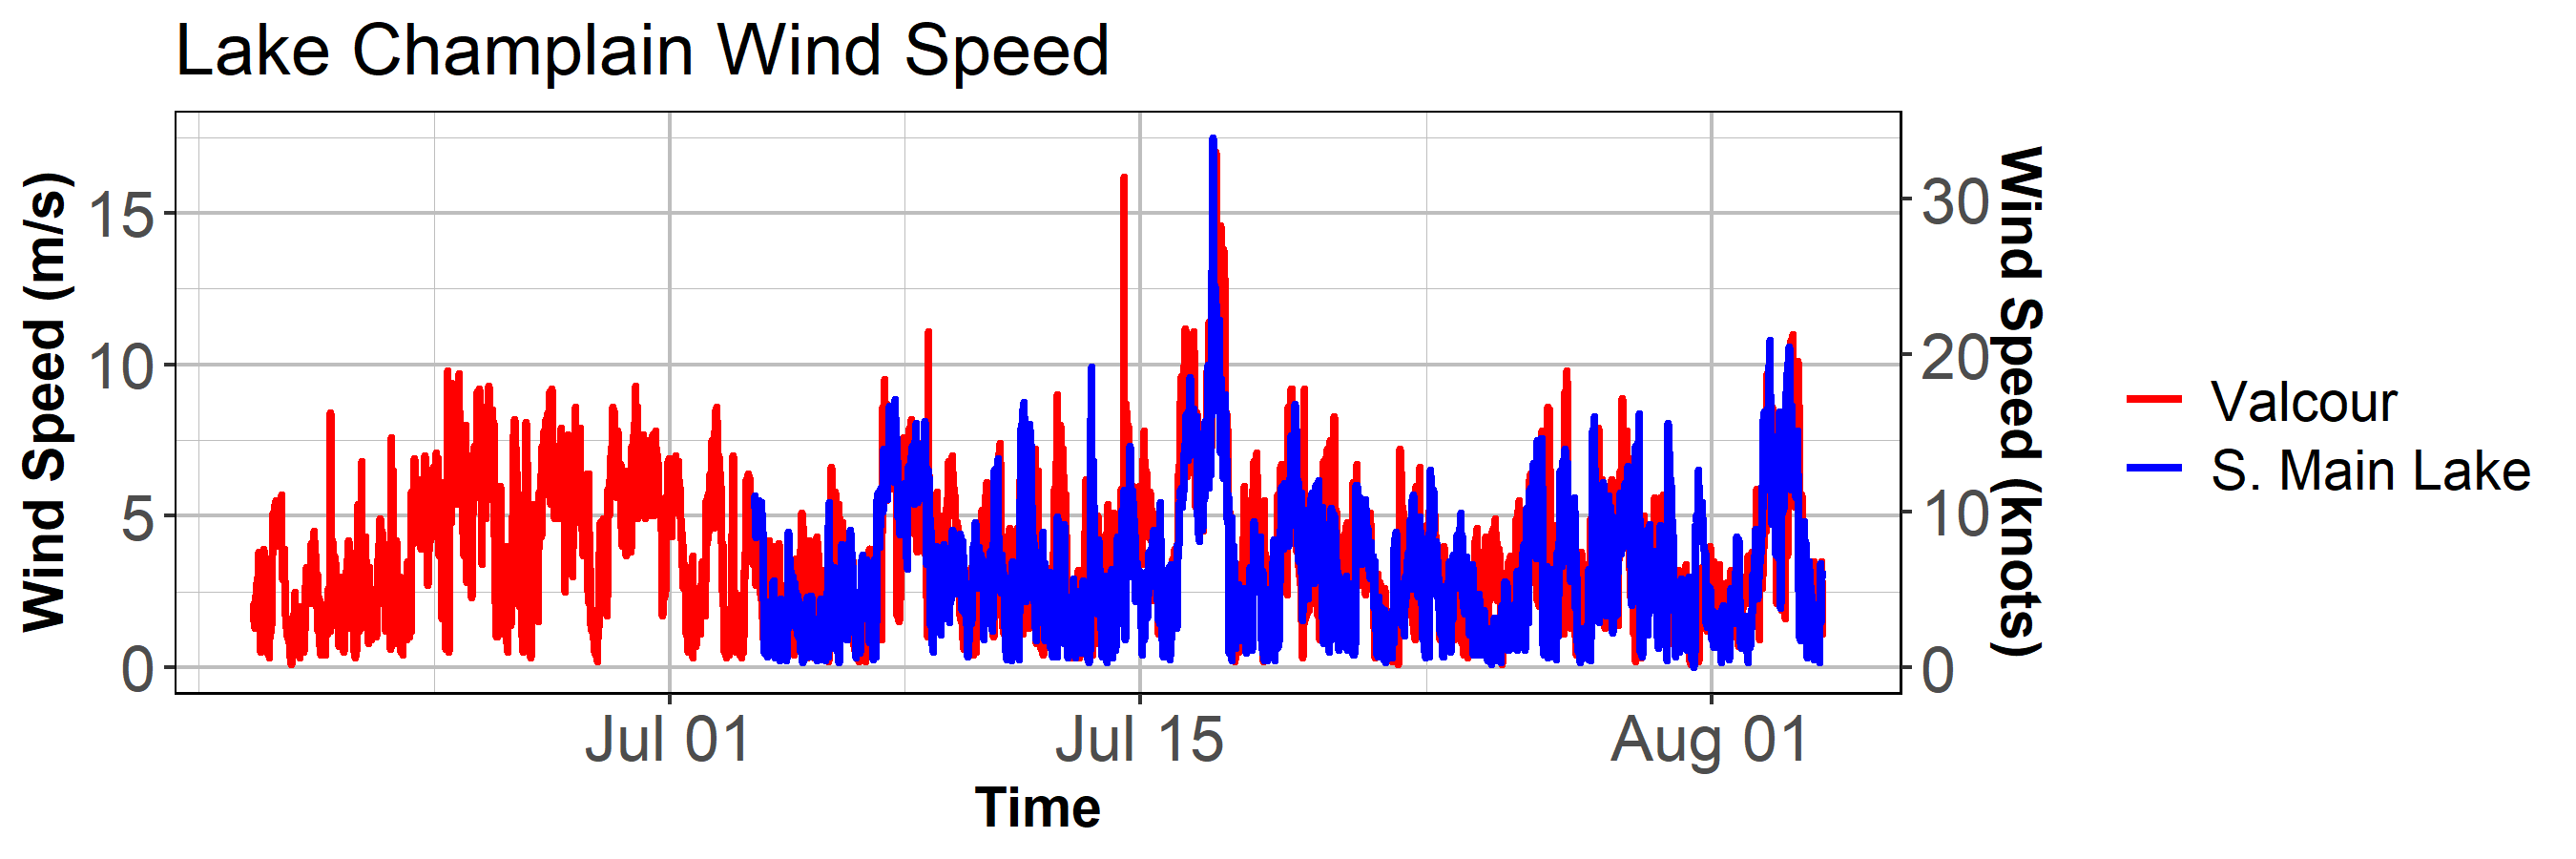 Lake Champlain Wind Speed
Wind Speed (m/s)
15
10
5
0
30
20
10
0
Wind Speed (knots)
Jul 01
Jul 15
Aug 01
Time
Valcour
S. Main Lake